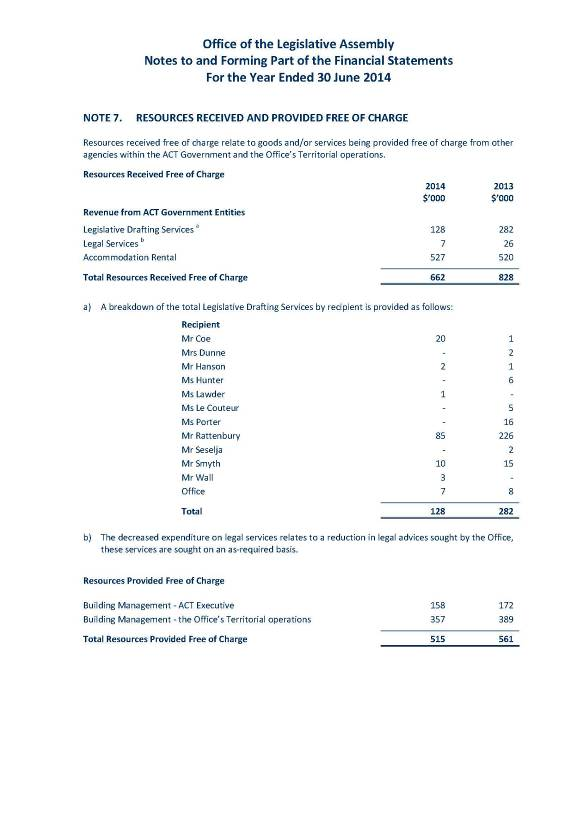 Office of the Legislative Assembly
Notes to and Forming Part of the Financial Statements
For the Year Ended 30 June 2014
NOTE 7. RESOURCES RECEIVED AND PROVIDED FREE OF CHARGE
Resources received free of charge relate to goods and/or services being provided free of charge from other
agencies within the ACT Government and the Office's Territorial operations.
Resources Received Free of Charge
2014 2013
$'000 $'000
Revenue from ACT Government Entities
Legislative Drafting Services a 128 282
Legal Services b 7 26
Accommodation Rental 527 520
Total Resources Received Free of Charge 662 828
a) A breakdown of the total Legislative Drafting Services by recipient is provided as follows:
Recipient
Mr Coe 20 1
Mrs Dunne - 2
Mr Hanson 2 1
Ms Hunter - 6
Ms Lawder 1 -
Ms Le Couteur - 5
Ms Porter - 16
Mr Rattenbury 85 226
Mr Seselja - 2
Mr Smyth 10 15
Mr Wall 3 -
Office 7 8
Total 128 282
b) The decreased expenditure on legal services relates to a reduction in legal advices sought by the Office,
these services are sought on an as-required basis.
Resources Provided Free of Charge
Building Management - ACT Executive 158 172
Building Management - the Office's Territorial operations 357 389
Total Resources Provided Free of Charge 515 561